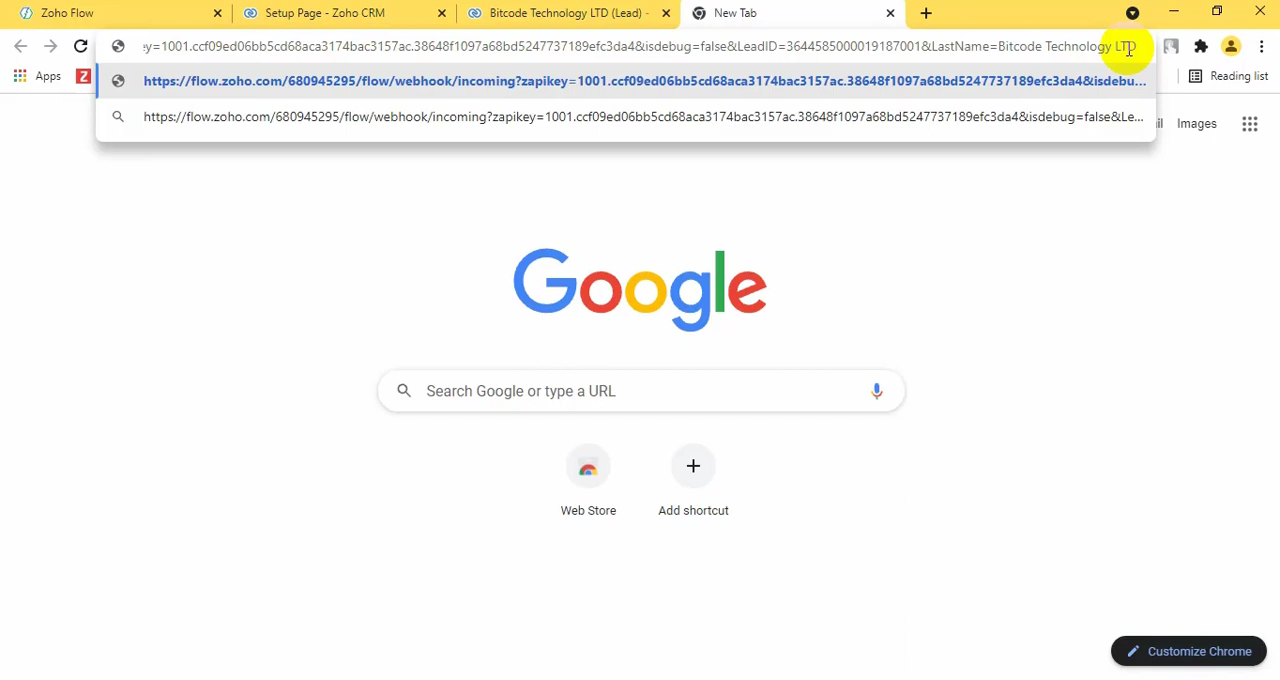 Zoho Flow
Setup Page - Zoho CRM
Bitcode Technology LTD (Lead) -
New Tab
ey=1001.ccf09ed06bb5cd68aca3174bac3157ac.38648f1097a68bd5247737189efc3da4&isdebug=false&LeadID=3644585000019187001&LastName=Bitcode Technology LTD
Apps
Z
https://flow.zoho.com/680945295/flow/webhook/incoming?zapikey=1001.ccf09ed06bb5cd68aca3174bac3157ac.38648f1097a68bd5247737189efc3da4&isdebu...
Reading list
https://flow.zoho.com/680945295/flow/webhook/incoming?zapikey=1001.ccf09ed06bb5cd68aca3174bac3157ac.38648f1097a68bd5247737189efc3da4&isdebug=false&Le...
il
Images
Google
Search Google or type a URL
Web Store
Add shortcut
Customize Chrome